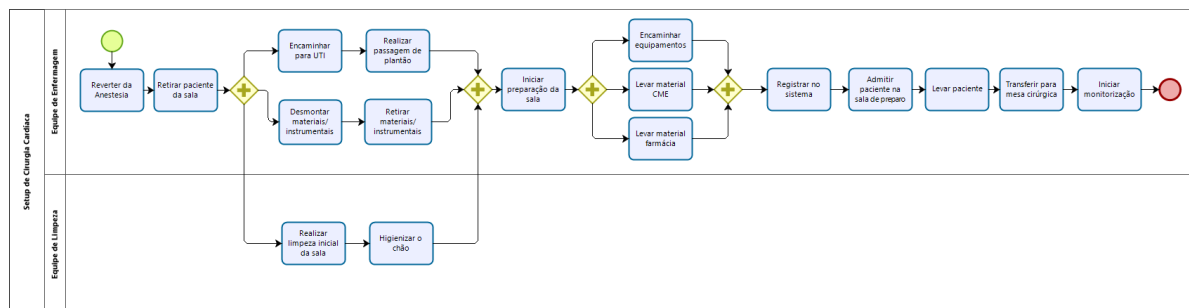 Setup de Cirurgia Cardíaca
Equipe de Enfermagem
Reverter da
Anestesia
Retirar paciente
da sala
Encaminhar
para UTI
Realizar
passagem de
plantão
Desmontar
materiais/
instrumentais
Retirar
materiais/
instrumentais
Iniciar
preparação da
sala
Encaminhar
equipamentos
Levar material
CME
Levar material
farmácia
Registrar no
sistema
Admitir
paciente na
sala de preparo
Levar paciente
Transferir para
mesa cirúrgica
Iniciar
monitorização
Equipe de Limpeza
Realizar
limpeza inicial
da sala
Higienizar o
chão